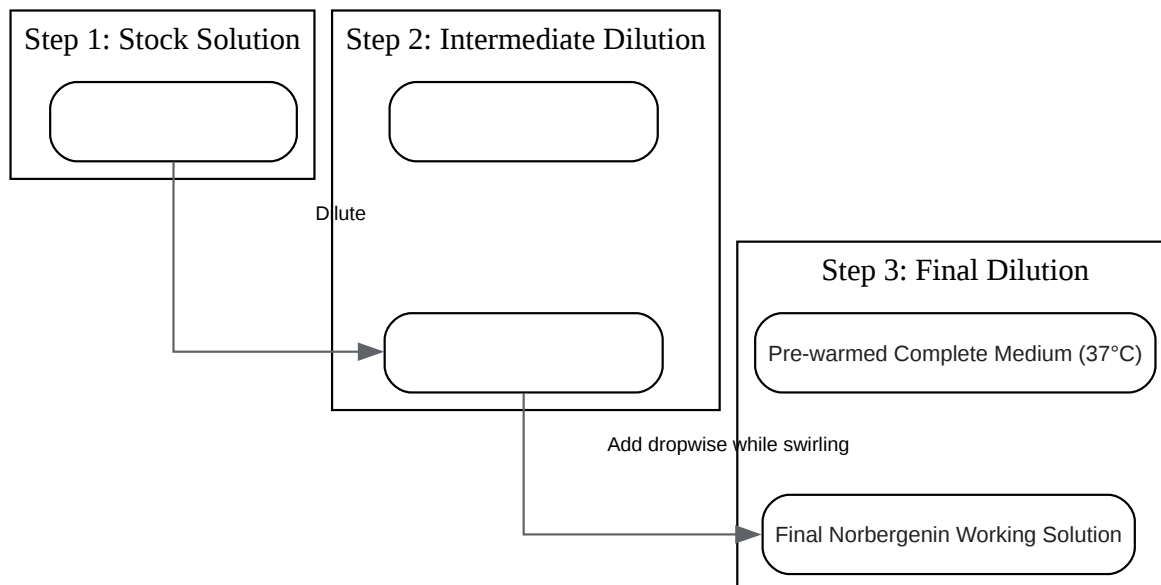 Step 1: Stock Solution
Step 2: Intermediate Dilution
Dilute
Step 3: Final Dilution
Pre-warmed Complete Medium (37°C)
Add dropwise while swirling
Final Norbergenin Working Solution